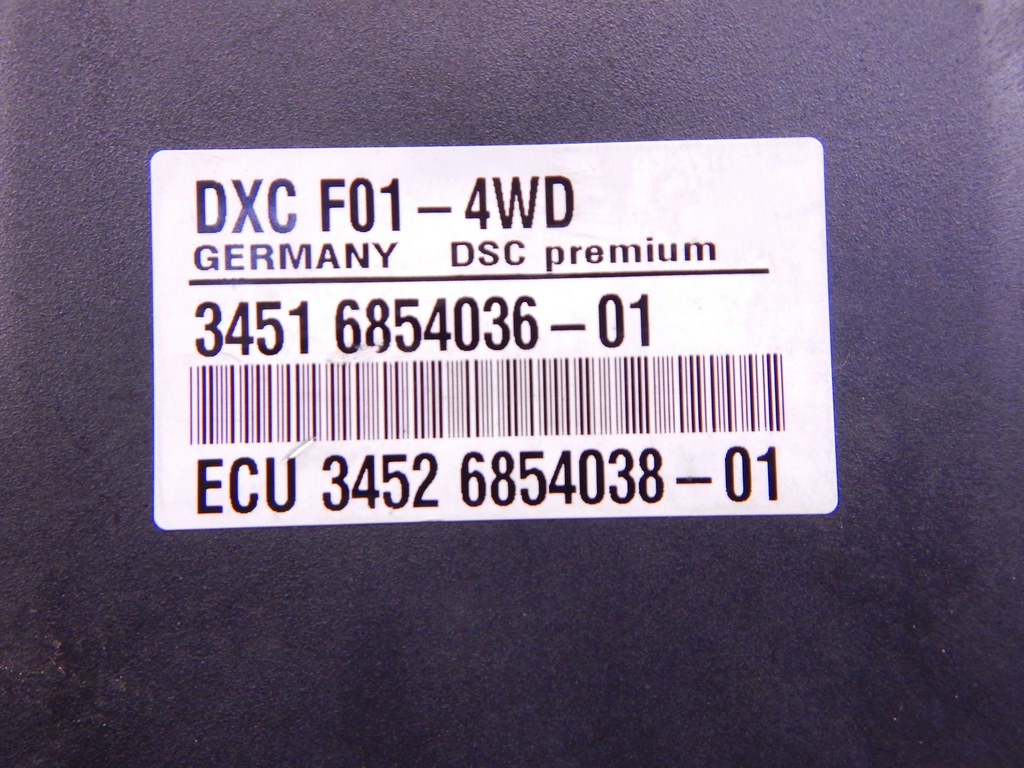 DXC F01 – 4WD
GERMANY DSC premium
3451 6854036 – 01
ECU 3452 6854038 – 01